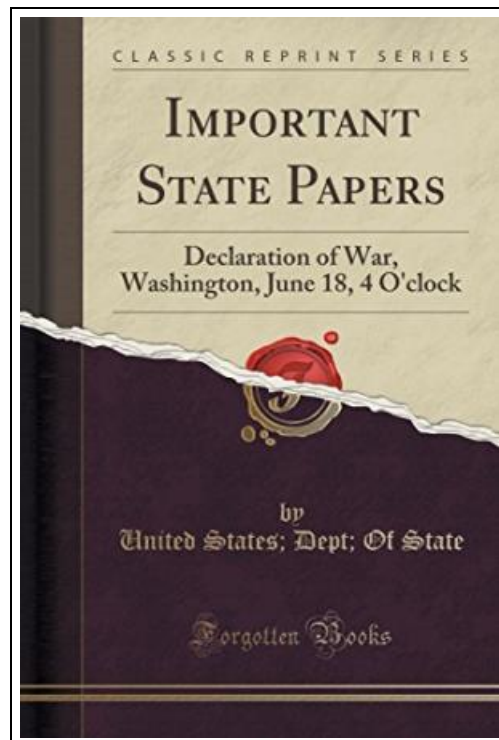 CLASSIC REPRINT SERIES
IMPORTANT
STATE PAPERS
Declaration of War,
Washington, June 18, 4 O'clock
F
by
United States; Dept; Of State
Forgotten Books